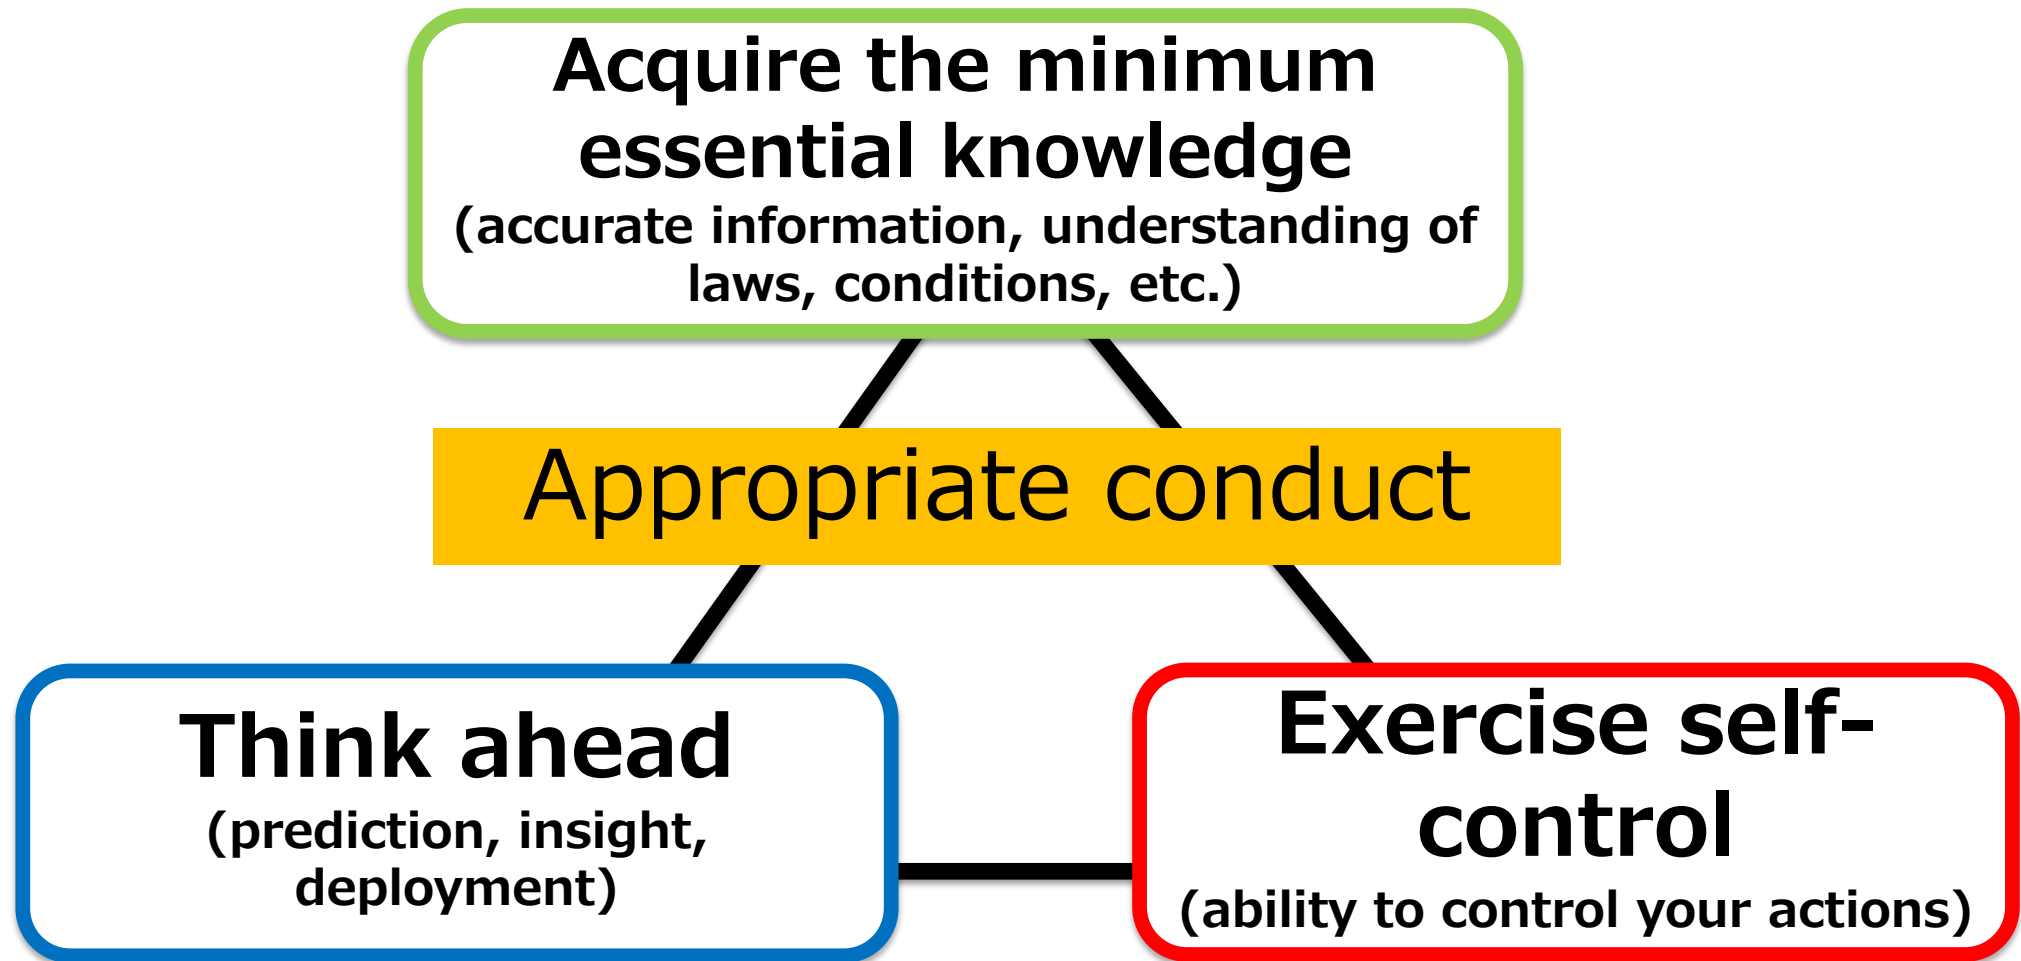 Acquire the minimum
essential knowledge
(accurate information, understanding of
laws, conditions, etc.)
Appropriate conduct
Think ahead
(prediction, insight,
deployment)
Exercise self-
control
(ability to control your actions)